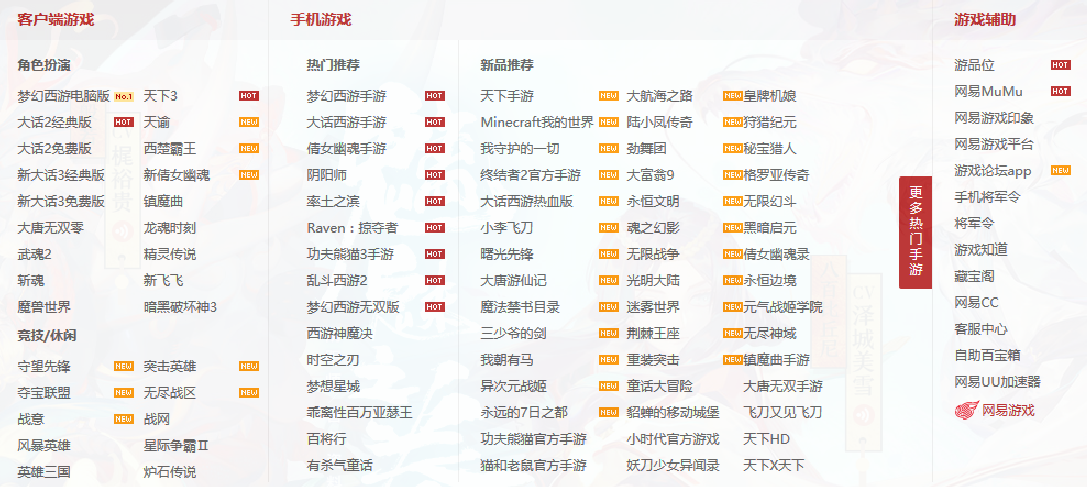 客户端游戏
角色扮演
梦幻西游电脑版 No.1 天下3 HOT
大话2经典版 HOT 天谕 NEW
大话2免费版 西楚霸王 NEW
新大话3经典版 新倩女幽魂 NEW
新大话3免费版 镇魔曲
大唐无双零 龙魂时刻
武魂2 精灵传说
斩魂 新飞飞
魔兽世界 暗黑破坏神3
竞技/休闲
守望先锋 NEW 突击英雄 NEW
夺宝联盟 NEW 无尽战区 NEW
战意 NEW 战网
风暴英雄 星际争霸Ⅱ
英雄三国 炉石传说
手机游戏
热门推荐
梦幻西游手游 HOT
大话西游手游 HOT
倩女幽魂手游 HOT
阴阳师 HOT
率土之滨 HOT
Raven：掠夺者 HOT
功夫熊猫3手游 HOT
乱斗西游2 HOT
梦幻西游无双版 HOT
西游神魔决
时空之刃
梦想星城
乖离性百万亚瑟王
百将行
有杀气童话
新品推荐
天下手游 NEW 大航海之路 NEW 皇牌机娘
Minecraft我的世界 NEW 陆小凤传奇 NEW 狩猎纪元
我守护的一切 NEW 劲舞团 NEW 秘宝猎人
终结者2官方手游 NEW 大富翁9 NEW 格罗亚传奇
大话西游热血版 NEW 永恒文明 NEW 无限幻斗
小李飞刀 NEW 魂之幻影 NEW 黑暗启元
曙光先锋 NEW 无限战争 NEW 倩女幽魂录
大唐游仙记 NEW 光明大陆 NEW 永恒边境
魔法禁书目录 NEW 迷雾世界 NEW 元气战姬学院
三少爷的剑 NEW 荆棘王座 NEW 无尽神域
我朝有马 NEW 重装突击 NEW 镇魔曲手游
异次元战姬 NEW 童话大冒险 大唐无双手游
永远的7日之都 NEW 貂蝉的移动城堡 飞刀又见飞刀
功夫熊猫官方手游 小时代官方游戏 天下HD
猫和老鼠官方手游 妖刀少女异闻录 天下X天下
更多热门手游
游戏辅助
游品位 HOT
网易MuMu HOT
网易游戏印象
网易游戏平台
游戏论坛app NEW
手机将军令
将军令
游戏知道
藏宝阁
网易CC
客服中心
自助百宝箱
网易UU加速器
网易游戏
梶裕贵
泽城美雪